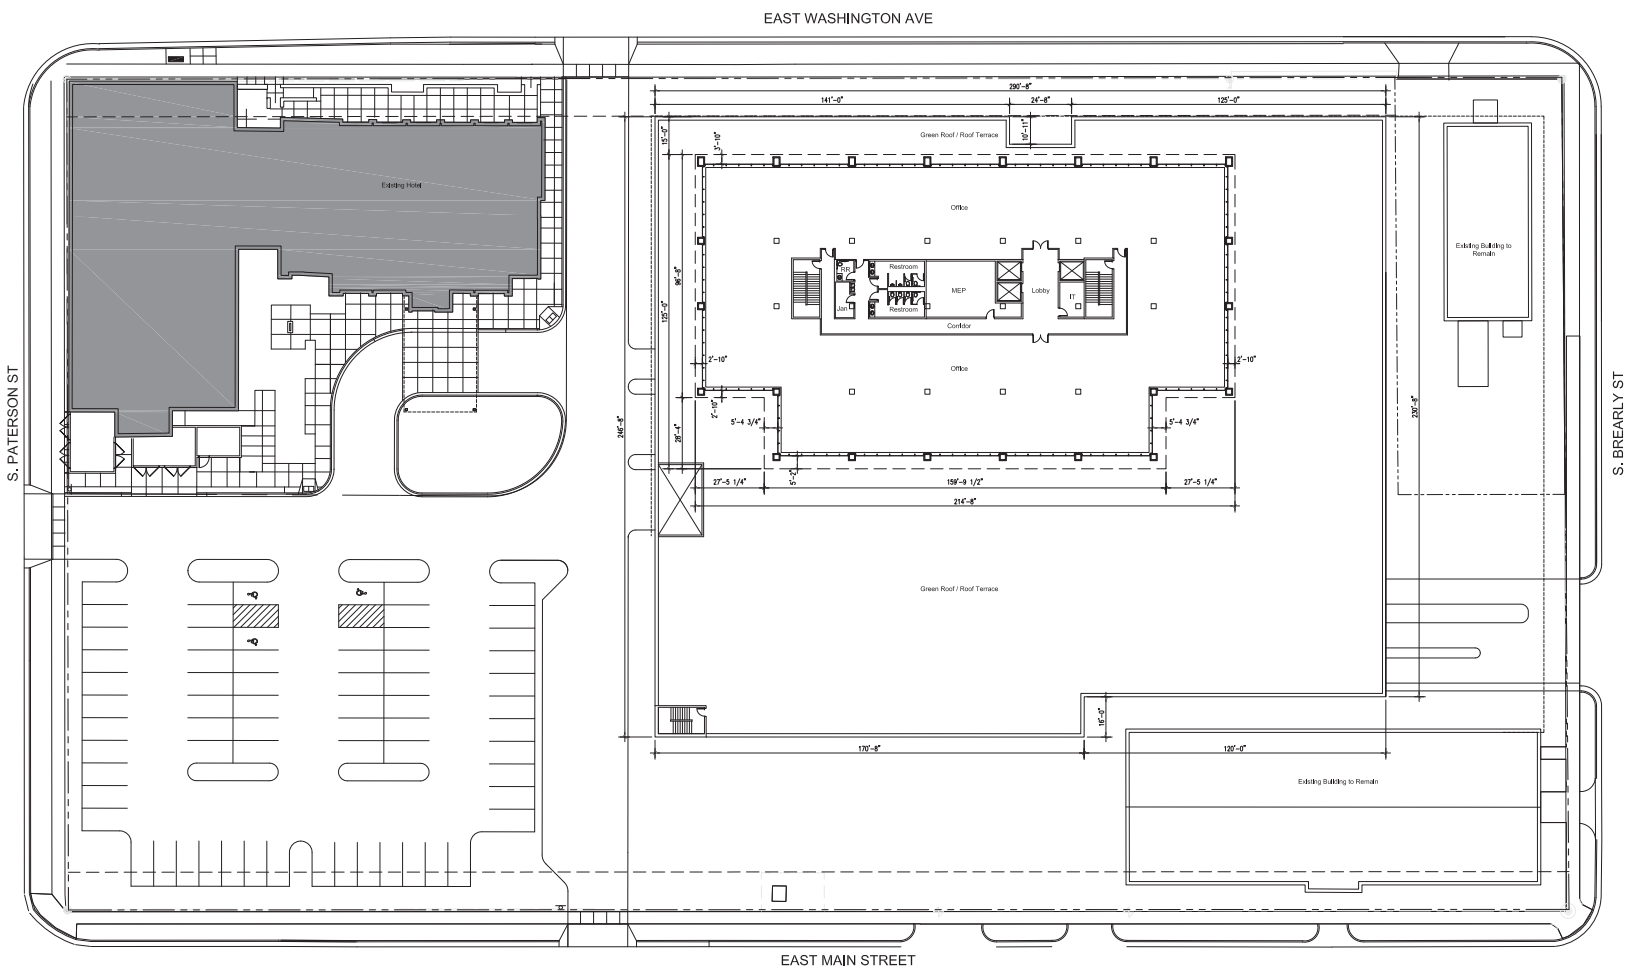 EAST WASHINGTON AVE
290'-8"
141'-0"
24'-8"
125'-0"
15'-0"
3'-10"
10'-11"
Green Roof / Roof Terrace
Existing Hotel
Office
Existing Building to
Remain
RR
Restroom
MEP
Lobby
IT
Jan
Restroom
Corridor
96'-8"
125'-0"
2'-10"
2'-10"
Office
S. PATERSON ST
S. BREARLY ST
246'-8"
230'-8"
2'-10"
28'-4"
5'-4 3/4"
5'-4 3/4"
5'-2"
27'-5 1/4"
159'-9 1/2"
27'-5 1/4"
214'-8"
Green Roof / Roof Terrace
16'-0"
170'-8"
120'-0"
Existing Building to Remain
EAST MAIN STREET